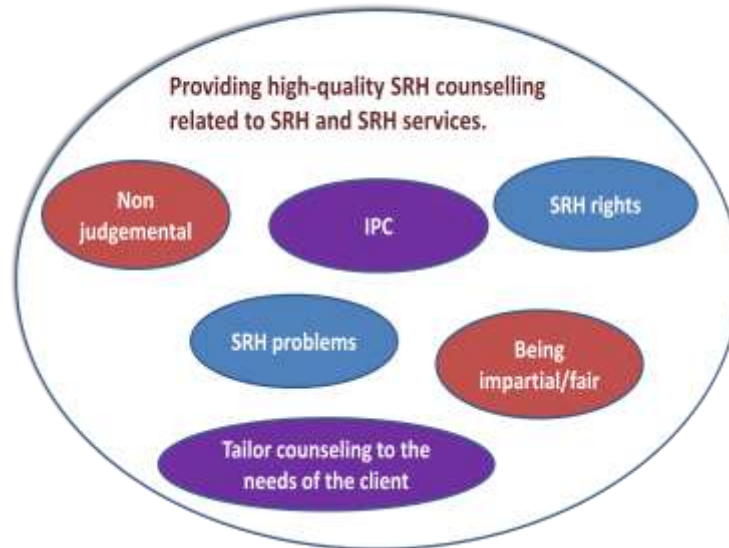 Providing high-quality SRH counselling
related to SRH and SRH services.
Non
judgemental
IPC
SRH rights
SRH problems
Being
impartial/fair
Tailor counseling to the
needs of the client